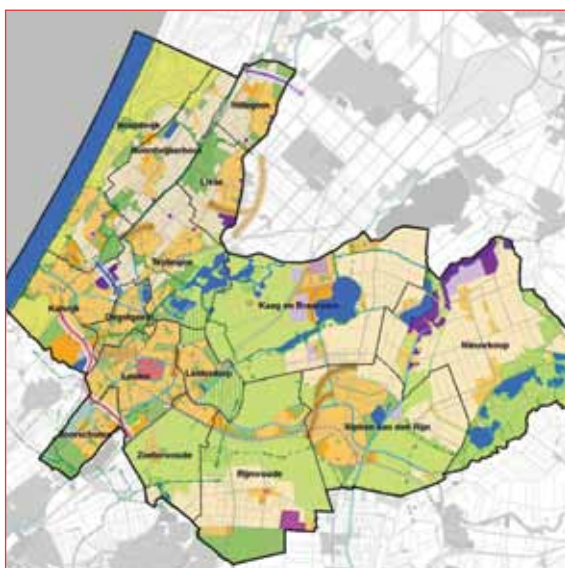 Hillegom
Noordwijk
Noordwijkerhout
Lisse
Teylingen
Kaag en Braassem
Katwijk
Oegstgeest
Nieuwkoop
Leiden
Leiderdorp
Alphen aan den Rijn
Voorschoten
Zoeterwoude
Rijnwoude